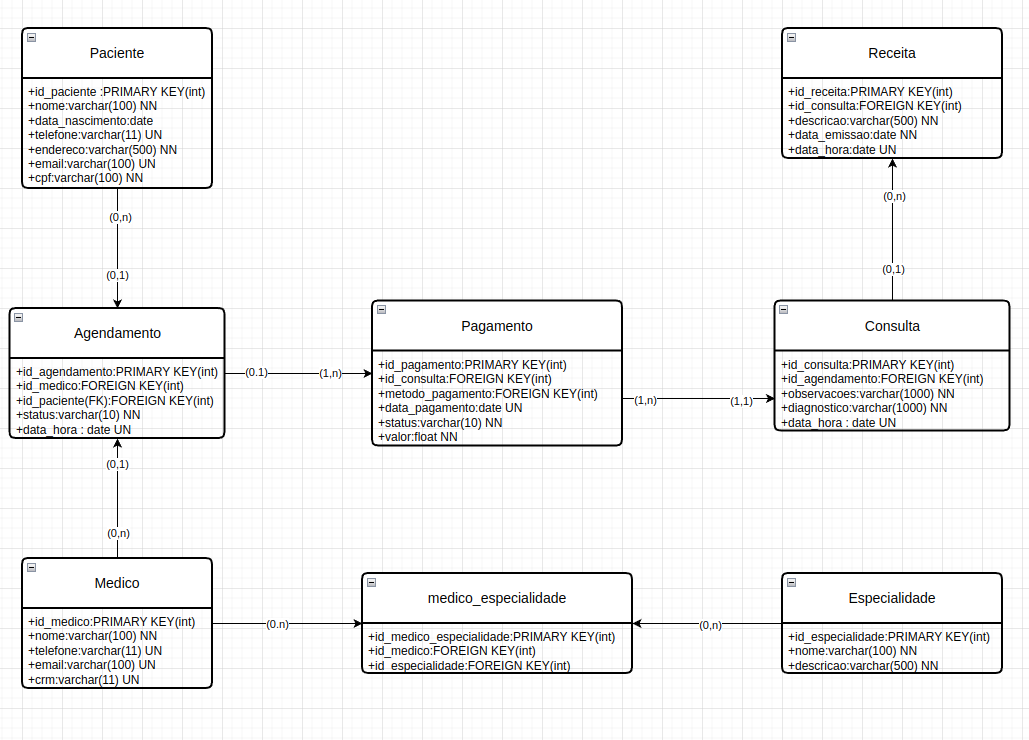 Paciente
+id_paciente :PRIMARY KEY(int)
+nome:varchar(100) NN
+data_nascimento:date
+telefone:varchar(11) UN
+endereco:varchar(500) NN
+email:varchar(100) UN
+cpf:varchar(100) NN
Receita
+id_receita:PRIMARY KEY(int)
+id_consulta:FOREIGN KEY(int)
+descricao:varchar(500) NN
+data_emissao:date NN
+data_hora:date UN
(0,n)
(0,1)
(0,n)
(0,1)
Agendamento
+id_agendamento:PRIMARY KEY(int)
+id_medico:FOREIGN KEY(int)
+id_paciente(FK):FOREIGN KEY(int)
+status:varchar(10) NN
+data_hora : date UN
(0.1)
(1,n)
Pagamento
+id_pagamento:PRIMARY KEY(int)
+id_consulta:FOREIGN KEY(int)
+metodo_pagamento:FOREIGN KEY(int)
+data_pagamento:date UN
+status:varchar(10) NN
+valor:float NN
(1,n)
(1,1)
Consulta
+id_consulta:PRIMARY KEY(int)
+id_agendamento:FOREIGN KEY(int)
+observacoes:varchar(1000) NN
+diagnostico:varchar(1000) NN
+data_hora : date UN
(0,1)
(0,n)
Medico
+id_medico:PRIMARY KEY(int)
+nome:varchar(100) NN
+telefone:varchar(11) UN
+email:varchar(100) UN
+crm:varchar(11) UN
(0.n)
medico_especialidade
+id_medico_especialidade:PRIMARY KEY(int)
+id_medico:FOREIGN KEY(int)
+id_especialidade:FOREIGN KEY(int)
(0,n)
Especialidade
+id_especialidade:PRIMARY KEY(int)
+nome:varchar(100) NN
+descricao:varchar(500) NN